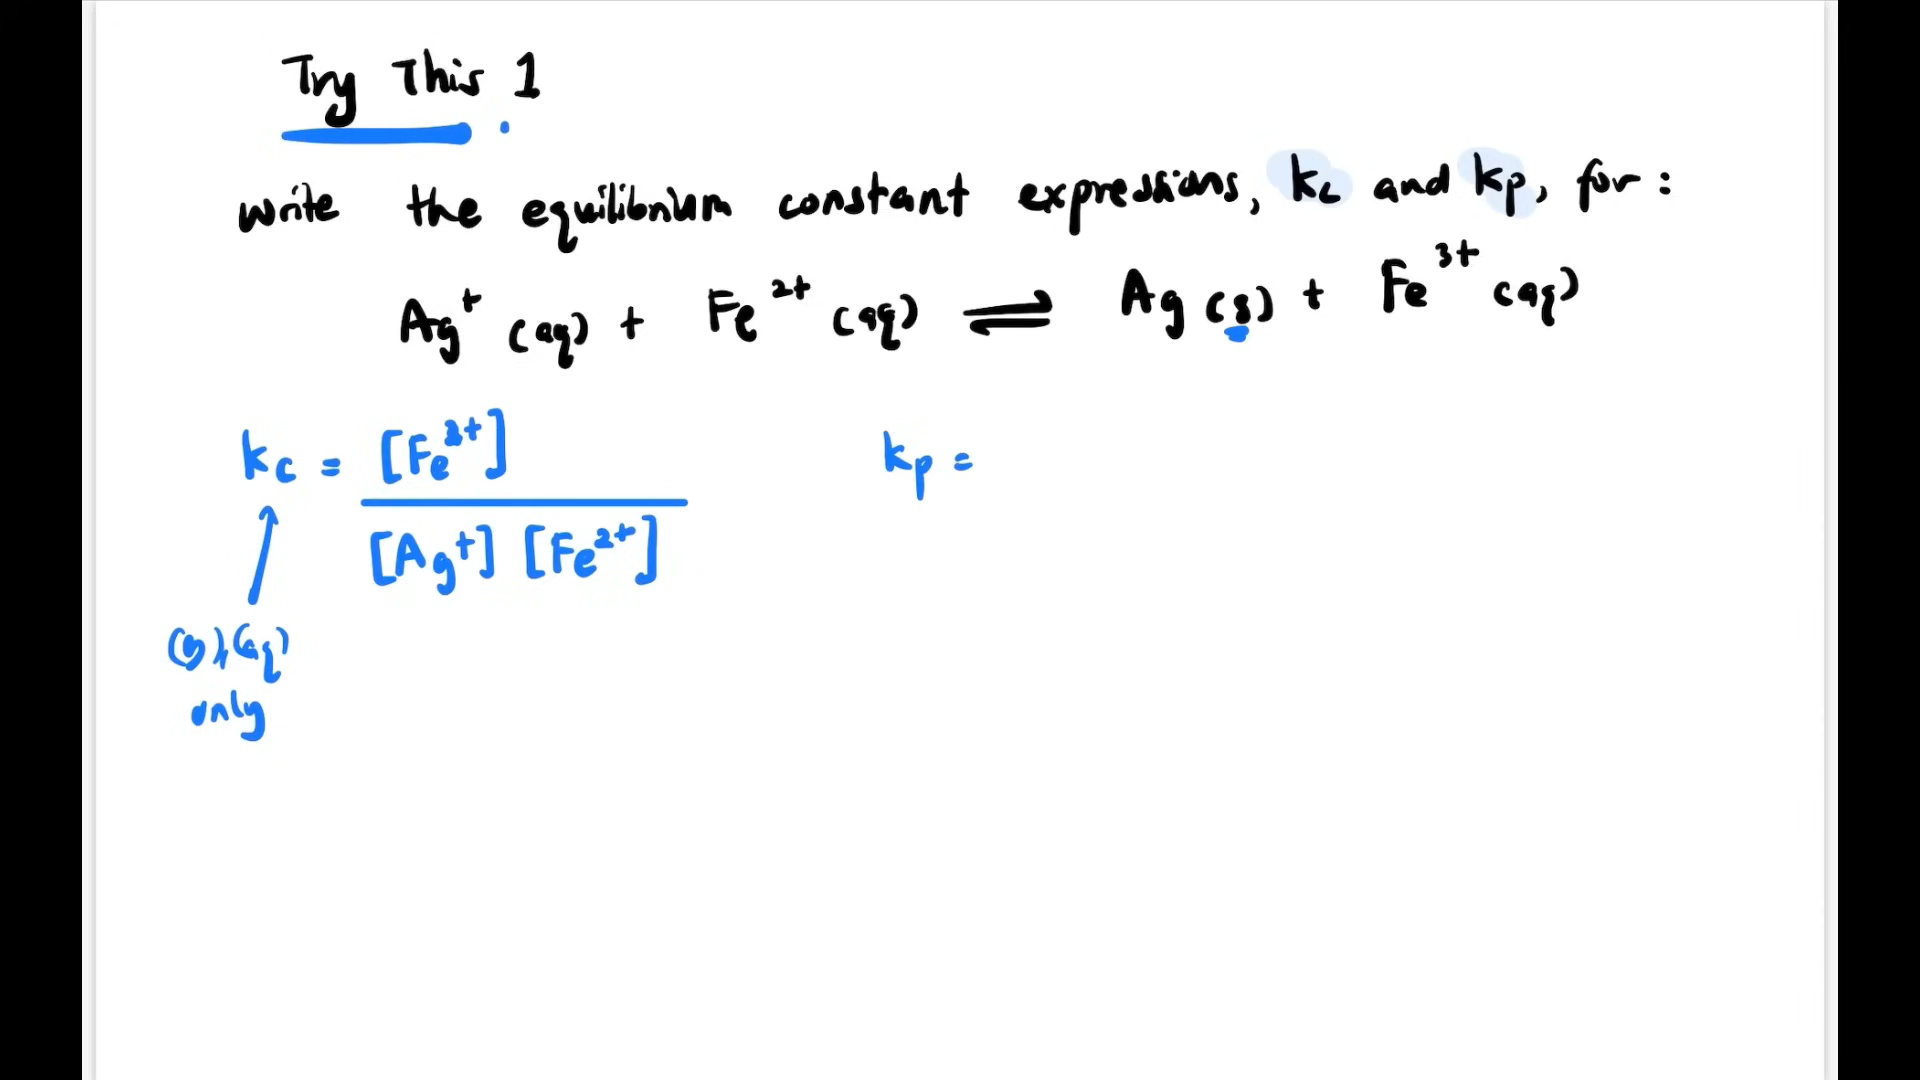 Try This 1
write the equilibrium constant expressions, kc and kp, for:
Ag⁺ (aq) + Fe²⁺ (aq) ⇌ Ag (s) + Fe³⁺ (aq)
kc = [Fe³⁺] / [Ag⁺] [Fe²⁺]
kp =
(g), (aq)
only